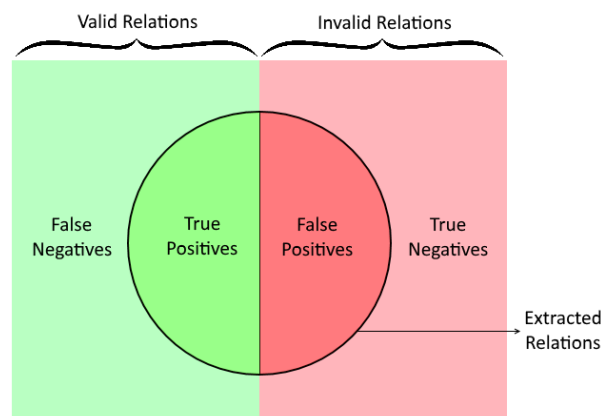 Valid Relations
Invalid Relations
False
Negatives
True
Positives
False
Positives
True
Negatives
Extracted
Relations